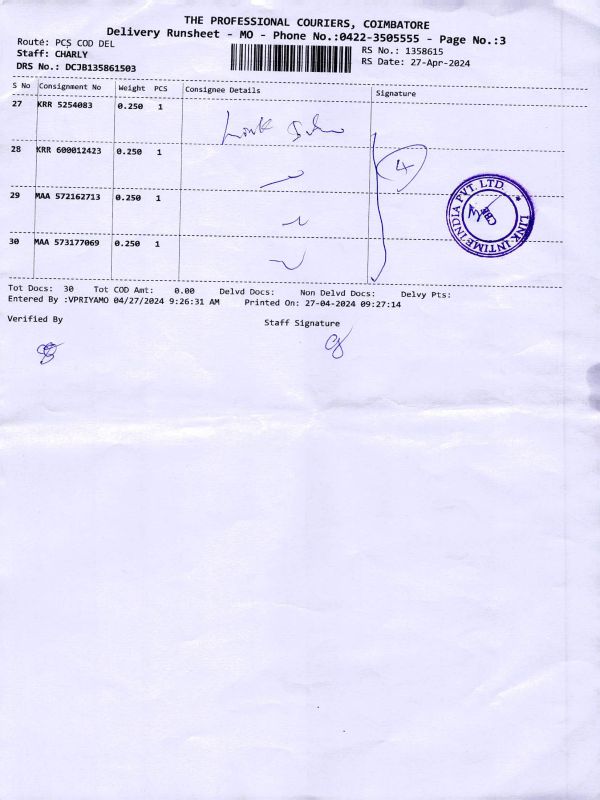 THE PROFESSIONAL COURIERS, COIMBATORE
Delivery Runsheet - MO - Phone No.:0422-3505555 - Page No.:3
Route: PCS COD DEL
RS No.: 1358615
Staff: CHARLY
RS Date: 27-Apr-2024
DRS No.: DCJB135861503
S No Consignment No Weight PCS Consignee Details Signature
27 KRR 5254083 0.250 1
28 KRR 600012423 0.250 1
4
29 MAA 572162713 0.250 1
30 MAA 573177069 0.250 1
LINK INTIME INDIA PVT. LTD.
CBE
Tot Docs: 30 Tot COD Amt: 0.00 Delvd Docs: Non Delvd Docs: Delvy Pts:
Entered By :VPRIYAMO 04/27/2024 9:26:31 AM Printed On: 27-04-2024 09:27:14
Verified By
Staff Signature